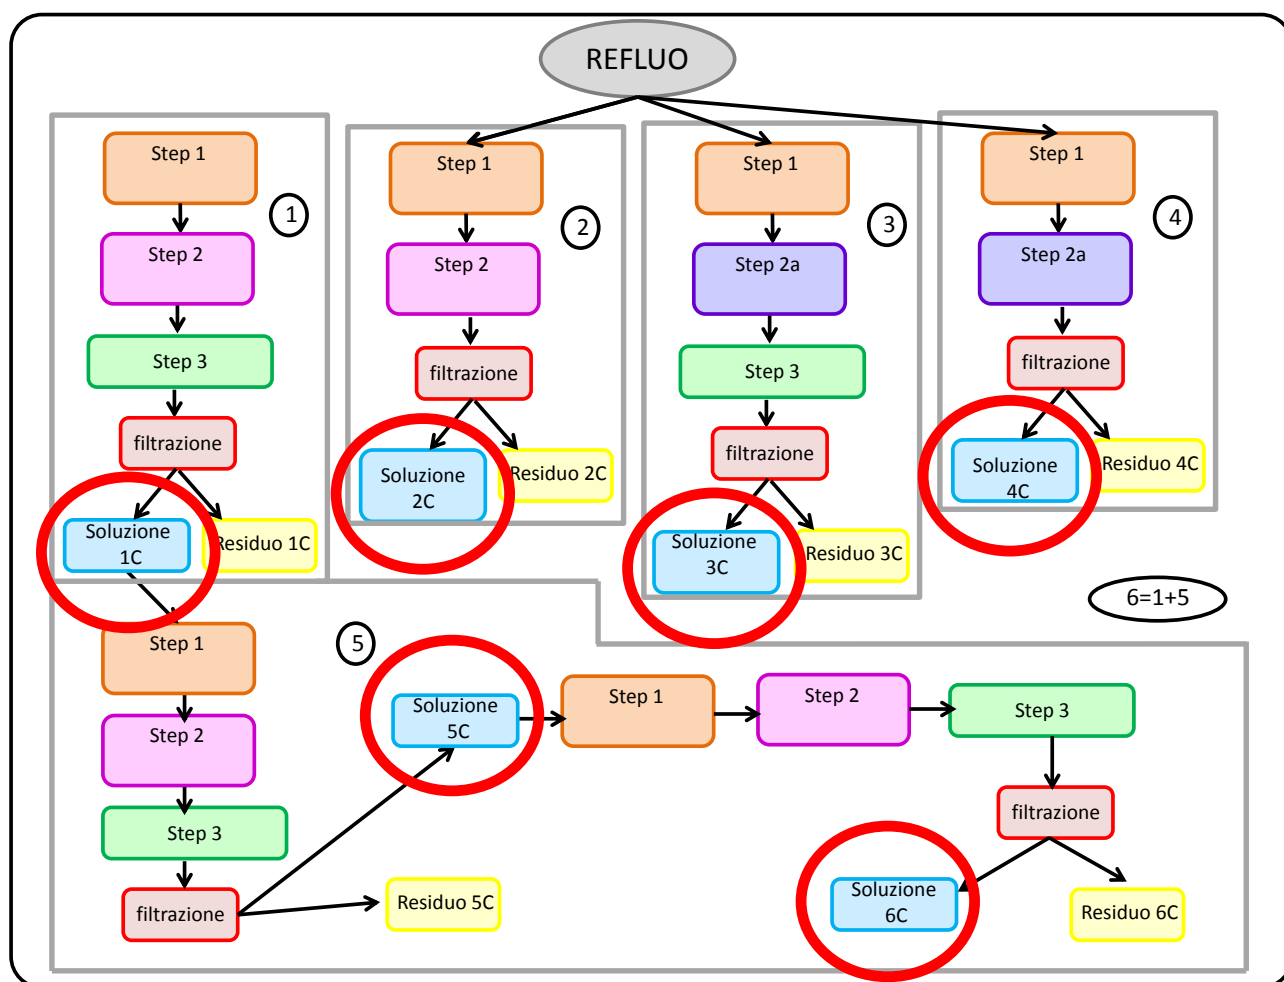 REFLUO
Step 1
Step 2
Step 3
filtrazione
Soluzione
1C
Residuo 1C
1
Step 1
Step 2
filtrazione
Soluzione
2C
Residuo 2C
2
Step 1
Step 2a
Step 3
filtrazione
Soluzione
3C
Residuo 3C
3
Step 1
Step 2a
filtrazione
Soluzione
4C
Residuo 4C
4
6=1+5
5
Step 1
Step 2
Step 3
filtrazione
Residuo 5C
Soluzione
5C
Step 1
Step 2
Step 3
filtrazione
Soluzione
6C
Residuo 6C